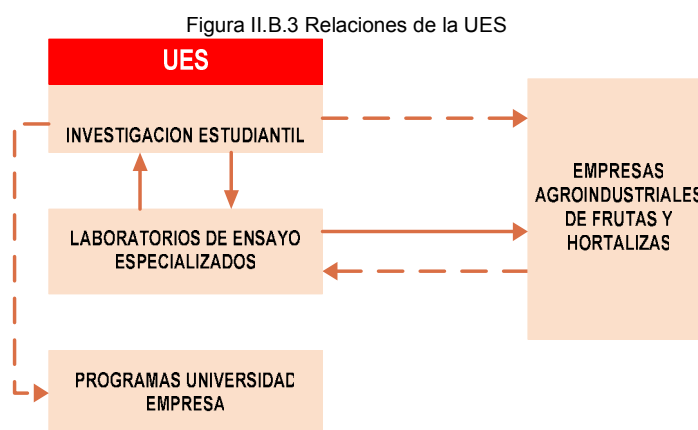 Figura II.B.3 Relaciones de la UES
UES
INVESTIGACION ESTUDIANTIL
LABORATORIOS DE ENSAYO
ESPECIALIZADOS
PROGRAMAS UNIVERSIDAD
EMPRESA
EMPRESAS
AGROINDUSTRIALES
DE FRUTAS Y
HORTALIZAS